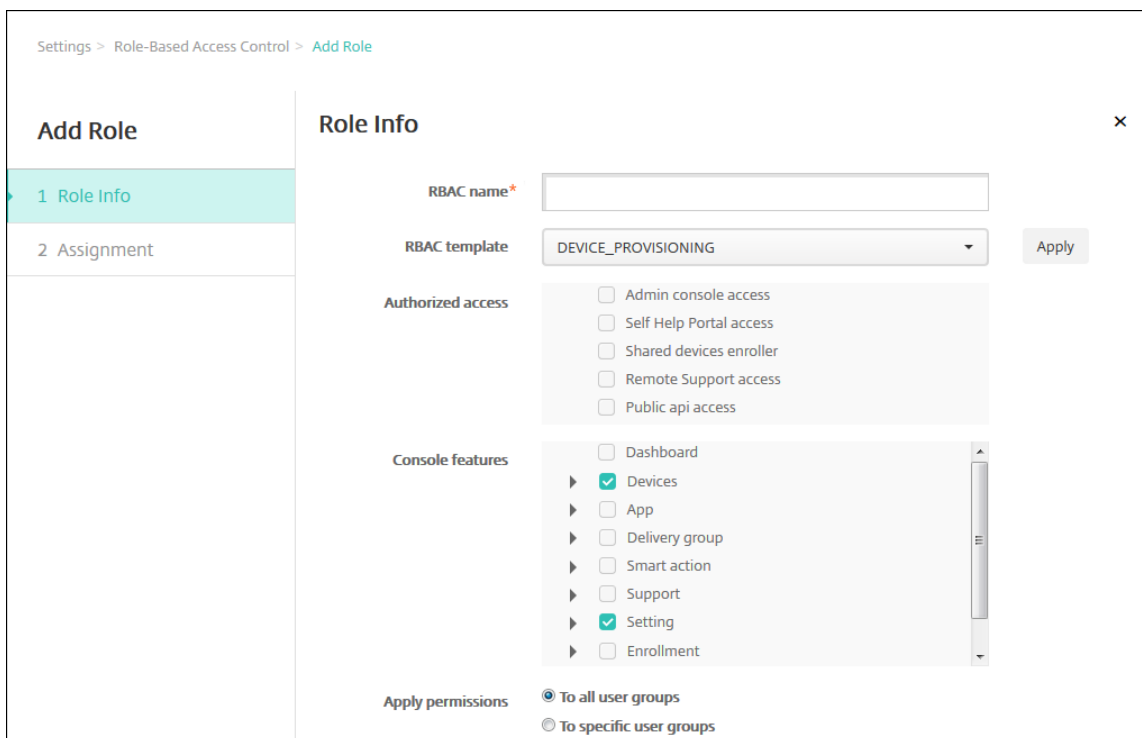 Settings > Role-Based Access Control > Add Role
Add Role
1 Role Info
2 Assignment
Role Info
×
RBAC name*
RBAC template
DEVICE_PROVISIONING
Apply
Authorized access
Admin console access
Self Help Portal access
Shared devices enroller
Remote Support access
Public api access
Console features
Dashboard
Devices
App
Delivery group
Smart action
Support
Setting
Enrollment
Apply permissions
To all user groups
To specific user groups